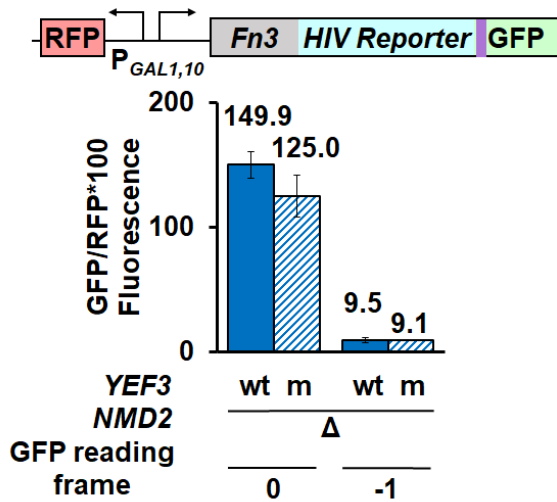 RFP Fn3 HIV Reporter GFP
P GAL1,10
GFP/RFP*100
Fluorescence
200
149.9
125.0
100
9.5
9.1
0
YEF3 wt m wt m
NMD2 Δ
GFP reading
frame 0 -1